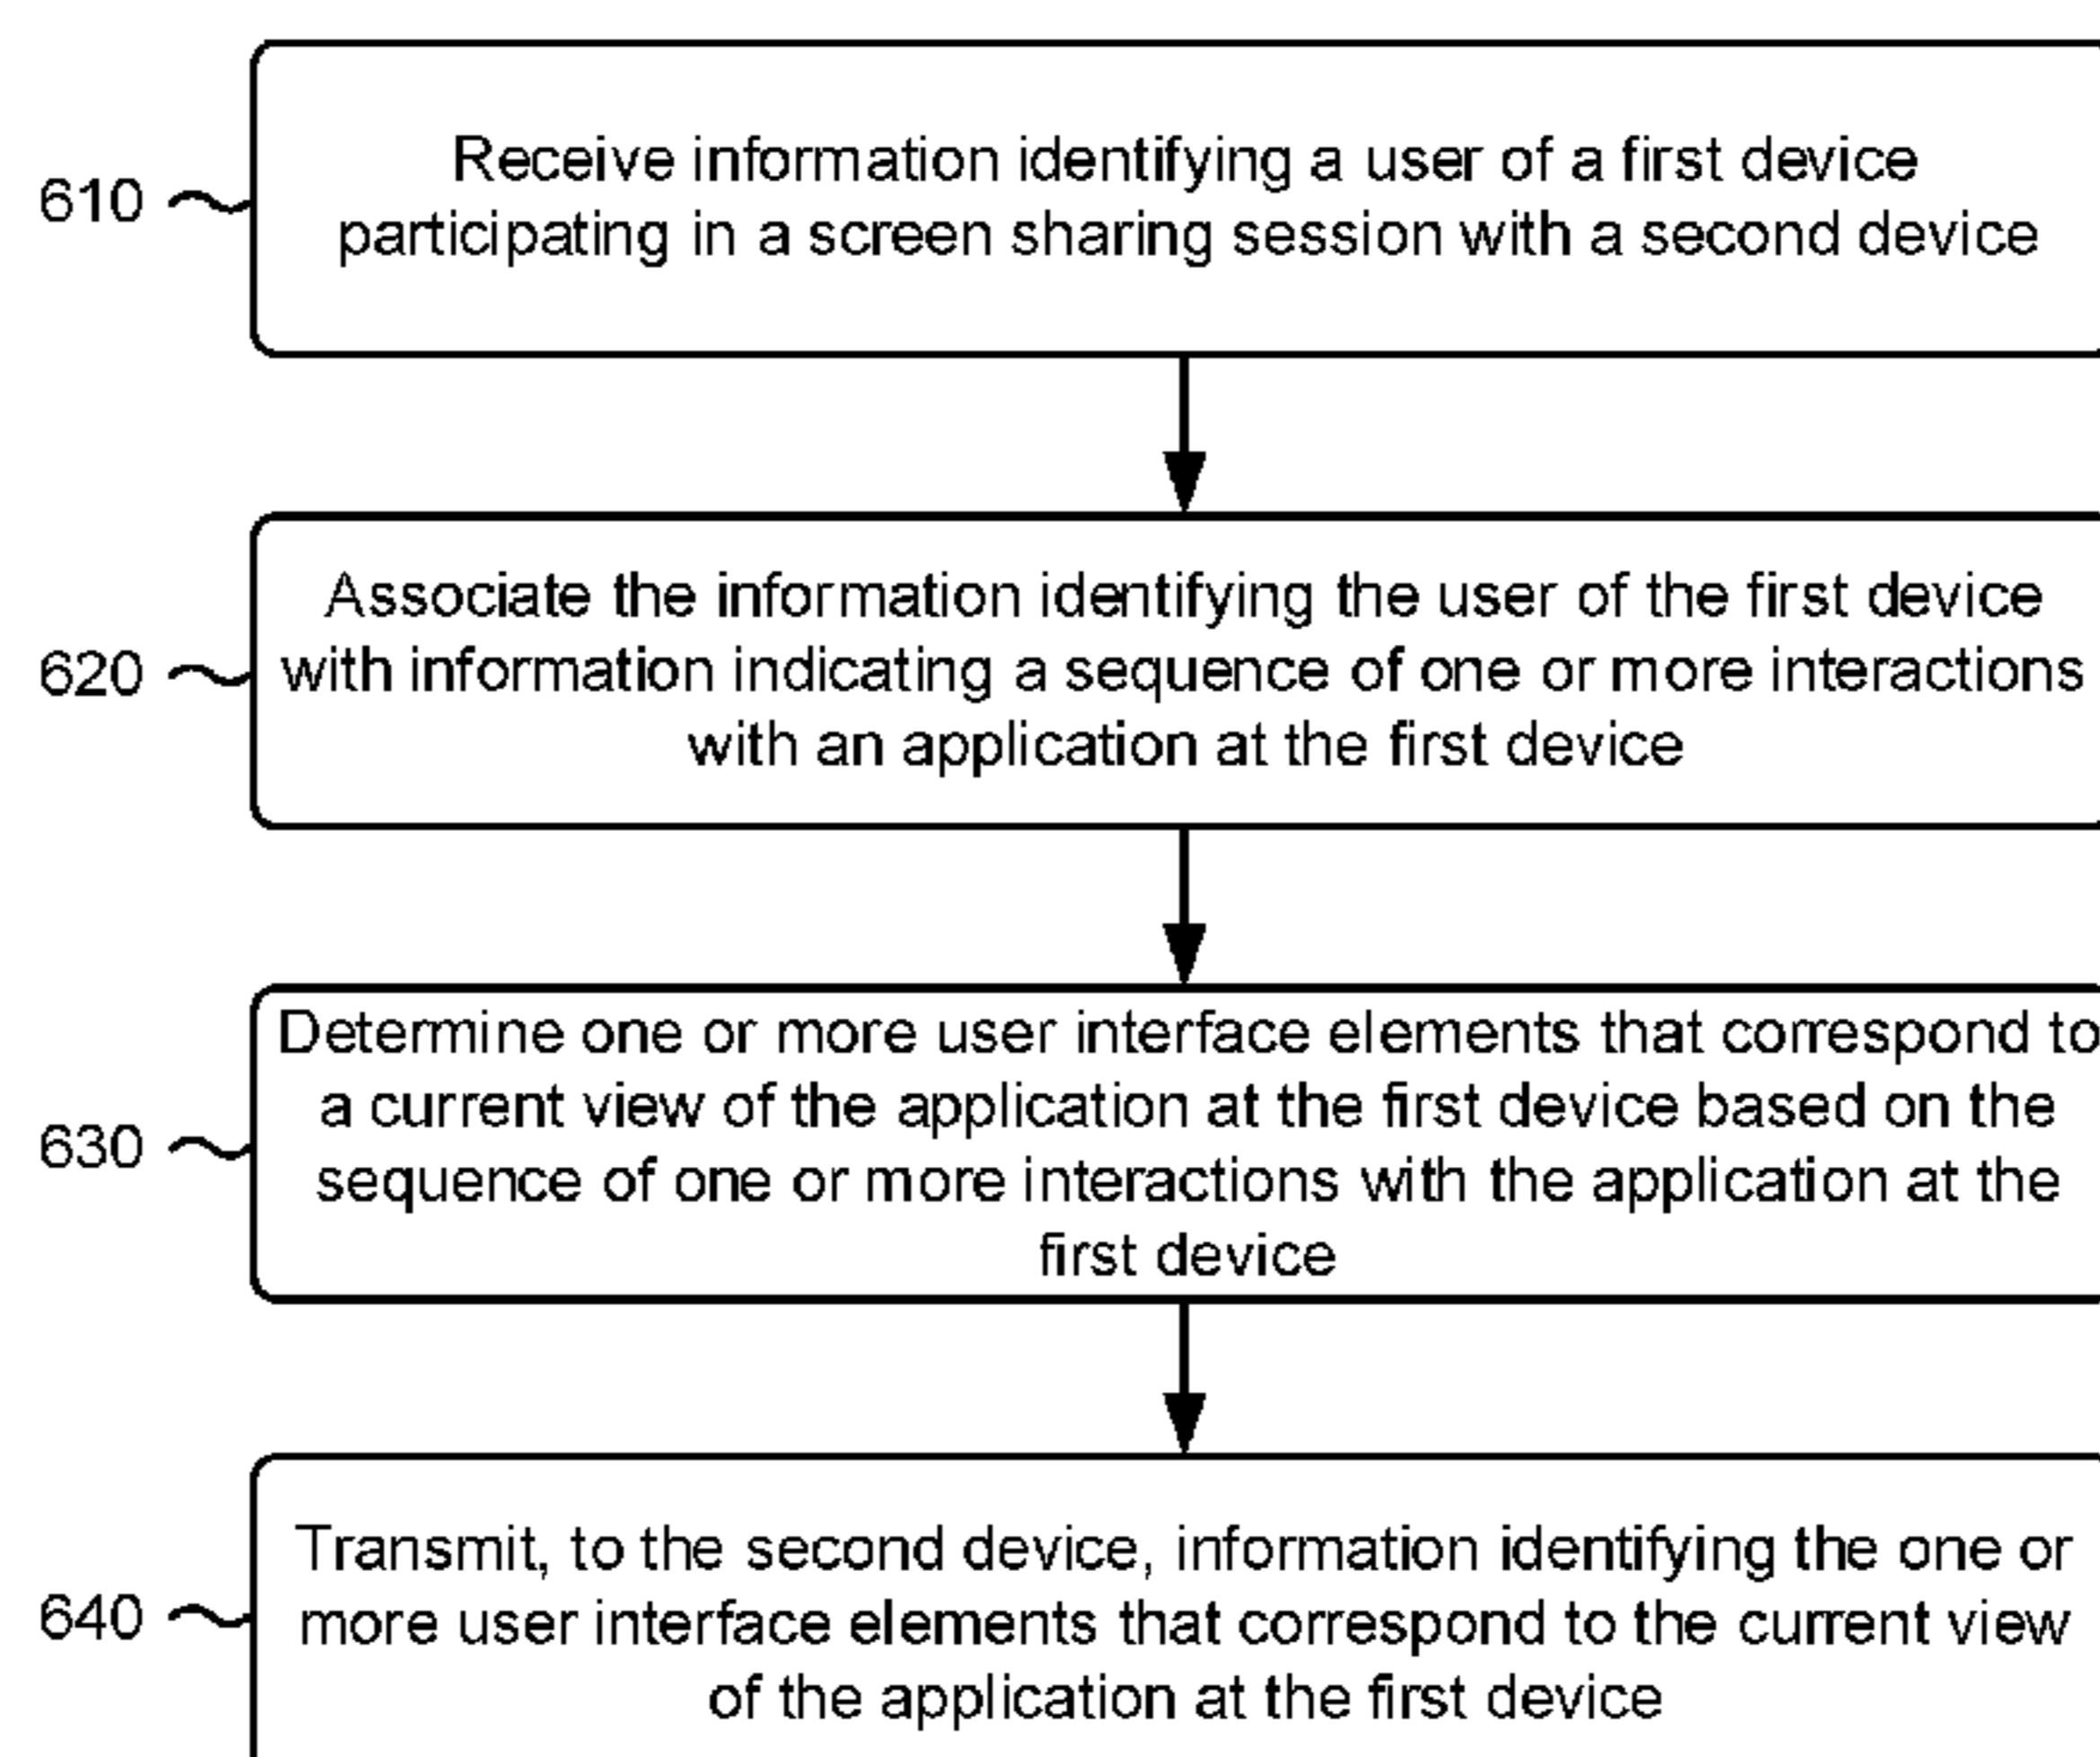 610
Receive information identifying a user of a first device
participating in a screen sharing session with a second device
620
Associate the information identifying the user of the first device
with information indicating a sequence of one or more interactions
with an application at the first device
630
Determine one or more user interface elements that correspond to
a current view of the application at the first device based on the
sequence of one or more interactions with the application at the
first device
640
Transmit, to the second device, information identifying the one or
more user interface elements that correspond to the current view
of the application at the first device